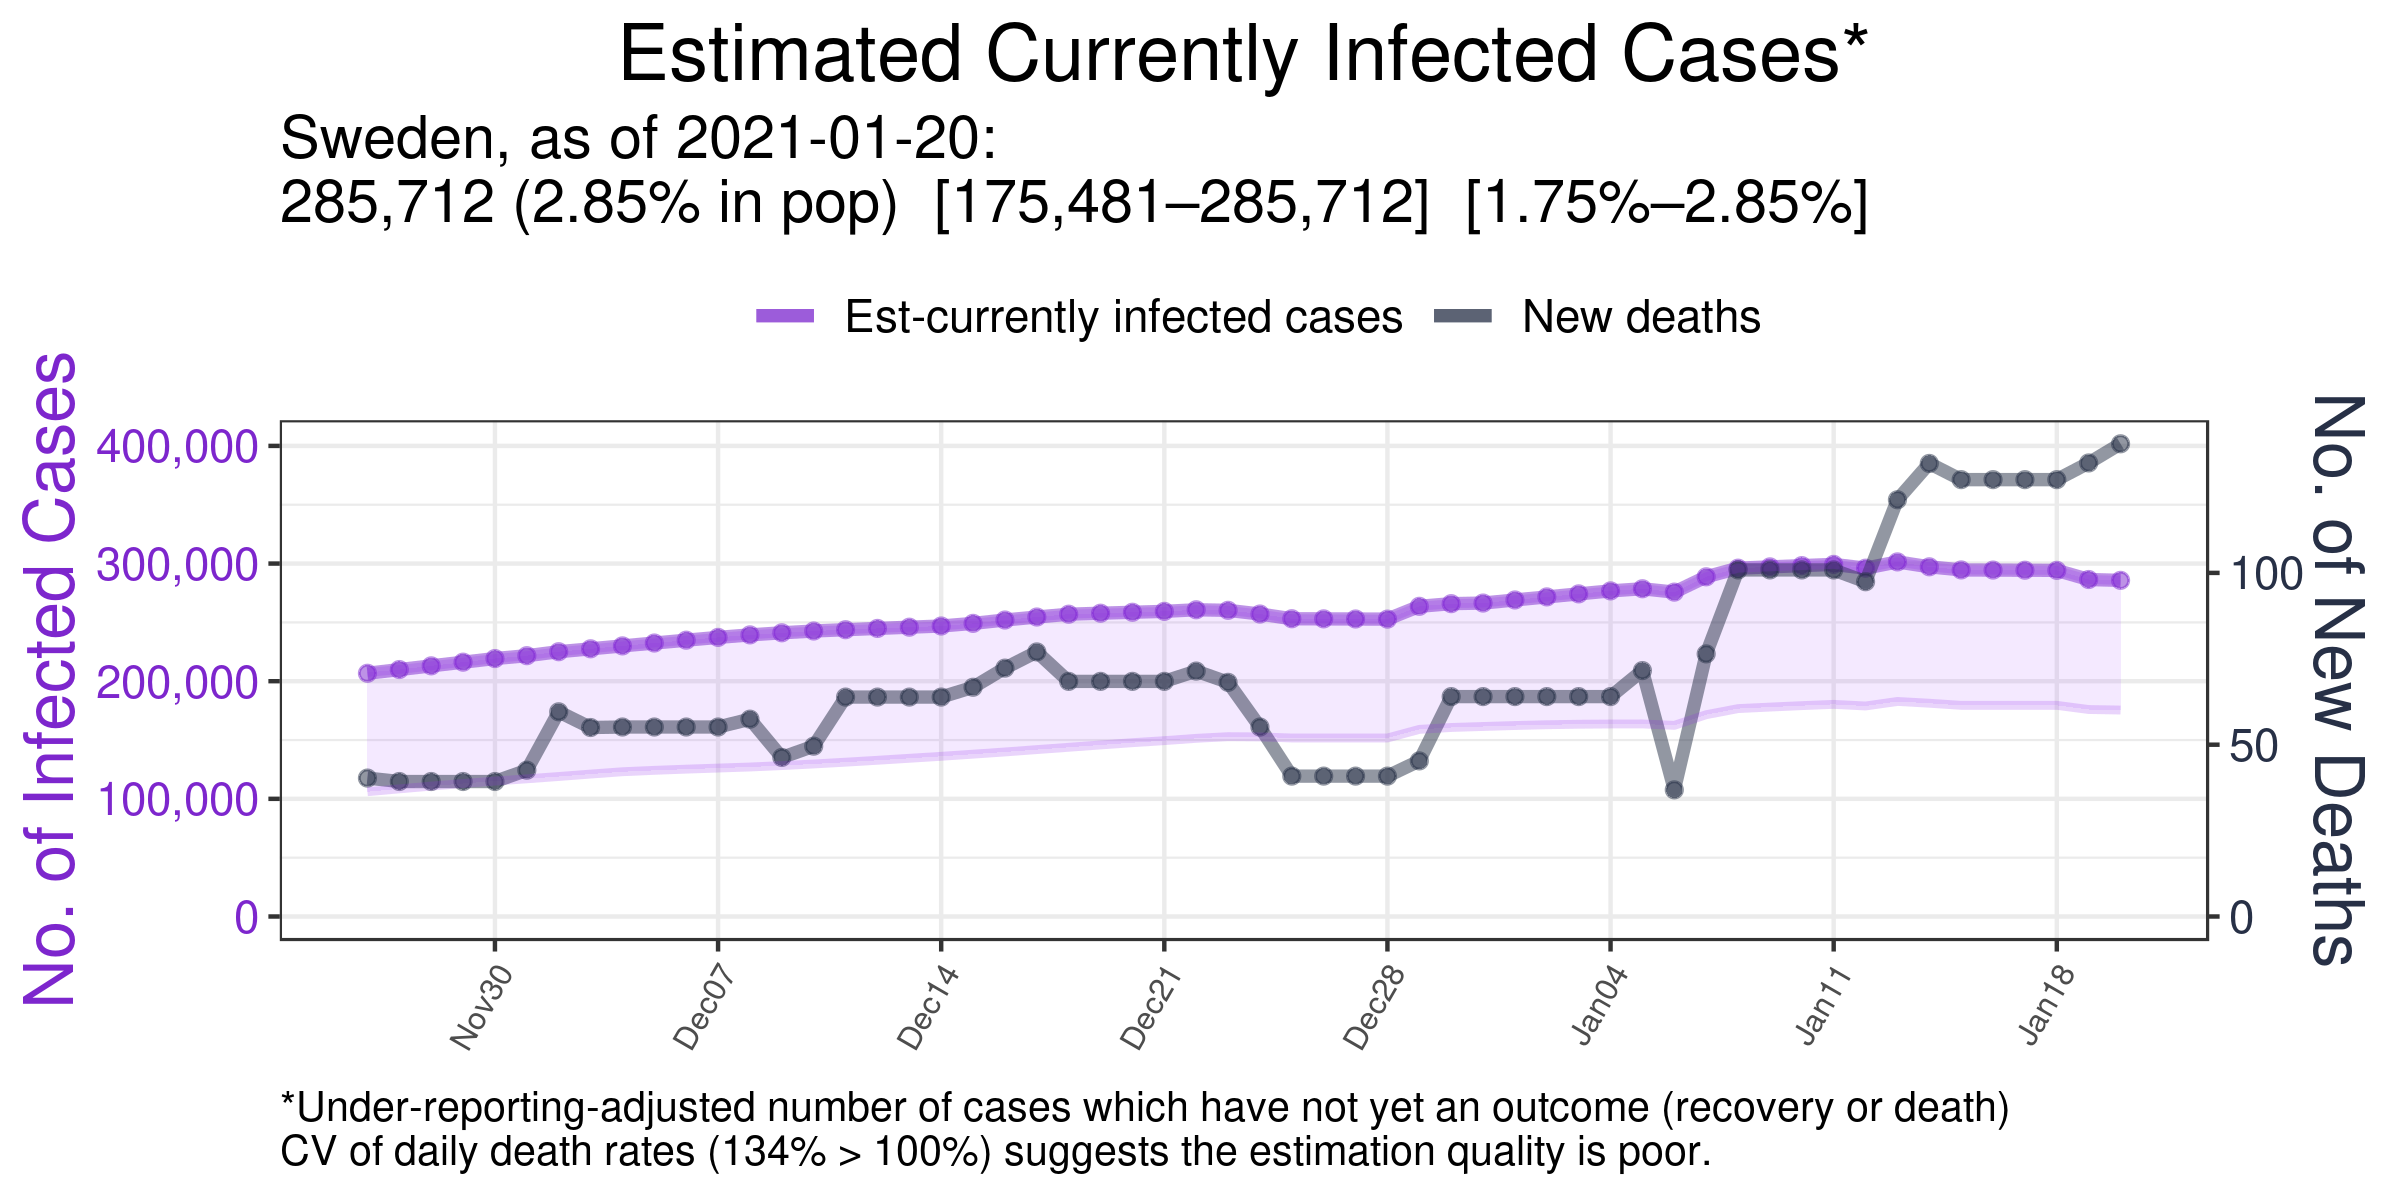 Estimated Currently Infected Cases*
Sweden, as of 2021-01-20:
285,712 (2.85% in pop) [175,481–285,712] [1.75%–2.85%]
Est-currently infected cases
New deaths
No. of Infected Cases
400,000
300,000
200,000
100,000
0
100
50
0
No. of New Deaths
Nov30
Dec07
Dec14
Dec21
Dec28
Jan04
Jan11
Jan18
*Under-reporting-adjusted number of cases which have not yet an outcome (recovery or death)
CV of daily death rates (134% > 100%) suggests the estimation quality is poor.